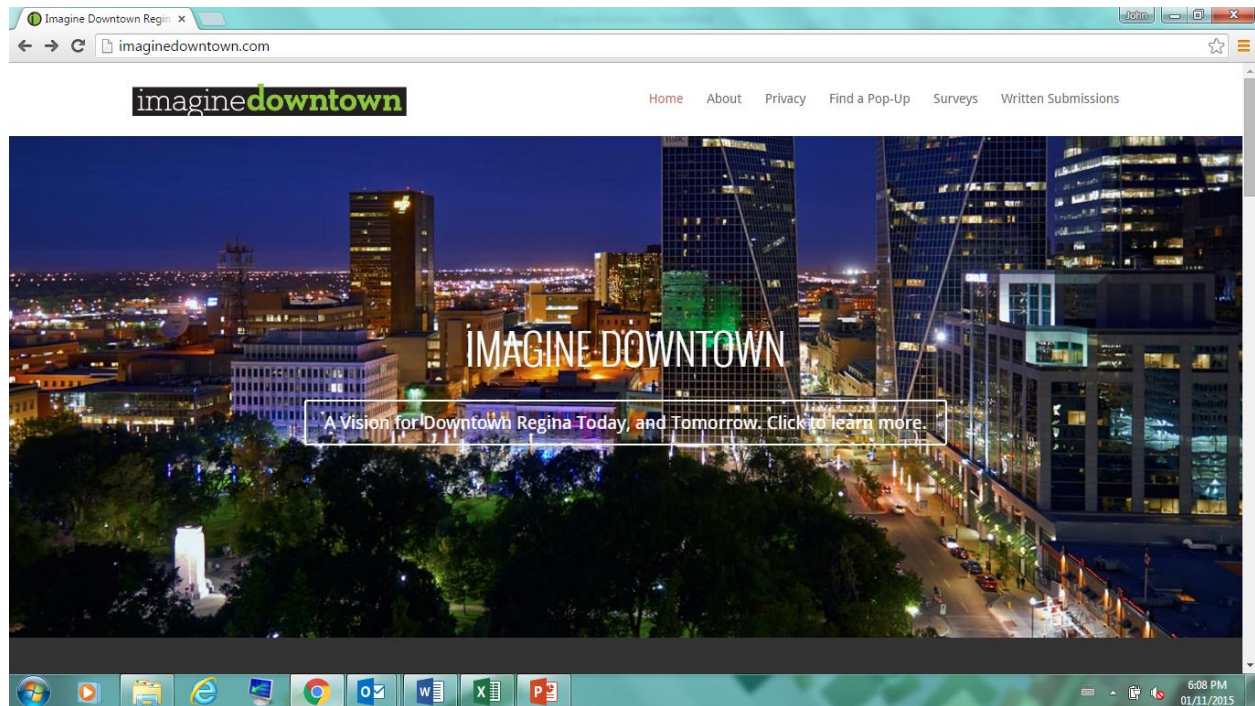 Imagine Downtown Regin
John
imaginedowntown.com
imaginedowntown
Home About Privacy Find a Pop-Up Surveys Written Submissions
IMAGINE DOWNTOWN
A Vision for Downtown Regina Today, and Tomorrow. Click to learn more.
6:08 PM
01/11/2015